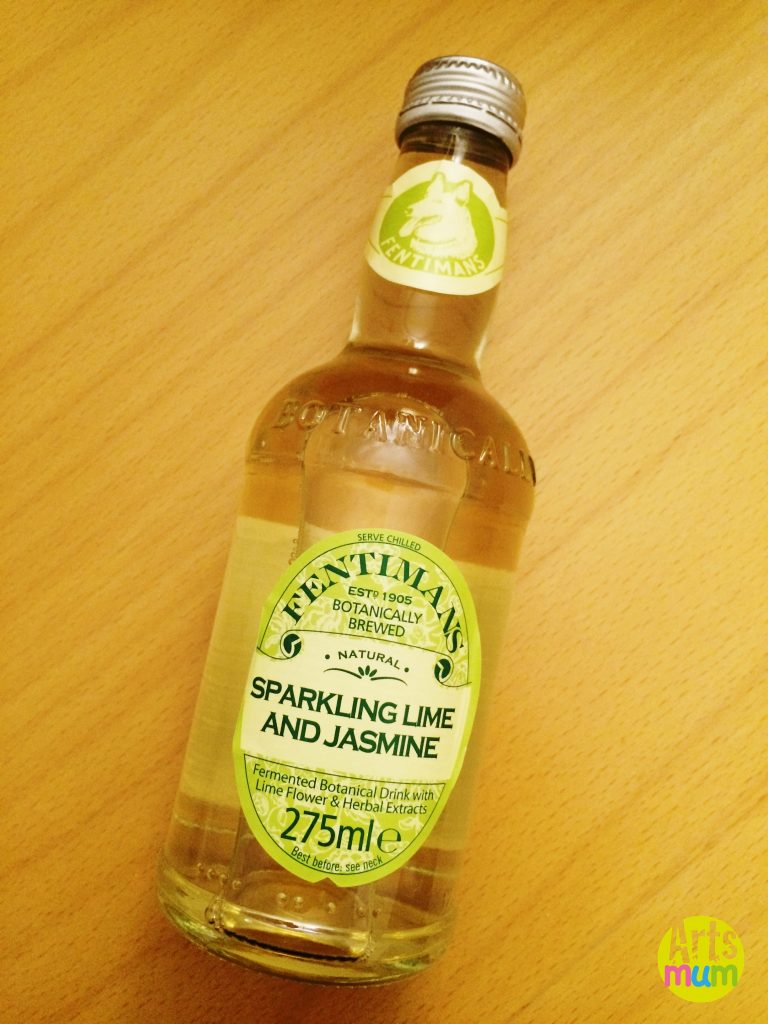 FENTIMANS
BOTANICALLY
SERVE CHILLED
FENTIMANS
ESTD 1905
BOTANICALLY
BREWED
• NATURAL •
SPARKLING LIME
AND JASMINE
Fermented Botanical Drink with
Lime Flower & Herbal Extracts
275ml e
Best before: see neck
Arts
mum